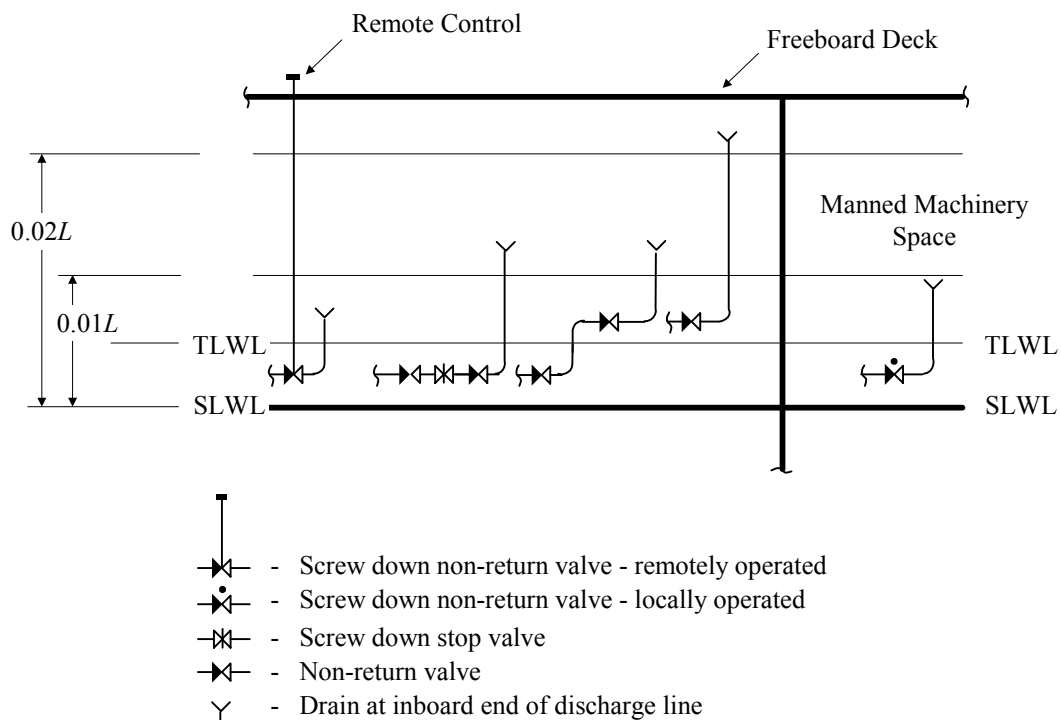 Remote Control
Freeboard Deck
0.02L
Manned Machinery
Space
0.01L
TLWL
TLWL
SLWL
SLWL
- Screw down non-return valve - remotely operated
- Screw down non-return valve - locally operated
- Screw down stop valve
- Non-return valve
- Drain at inboard end of discharge line